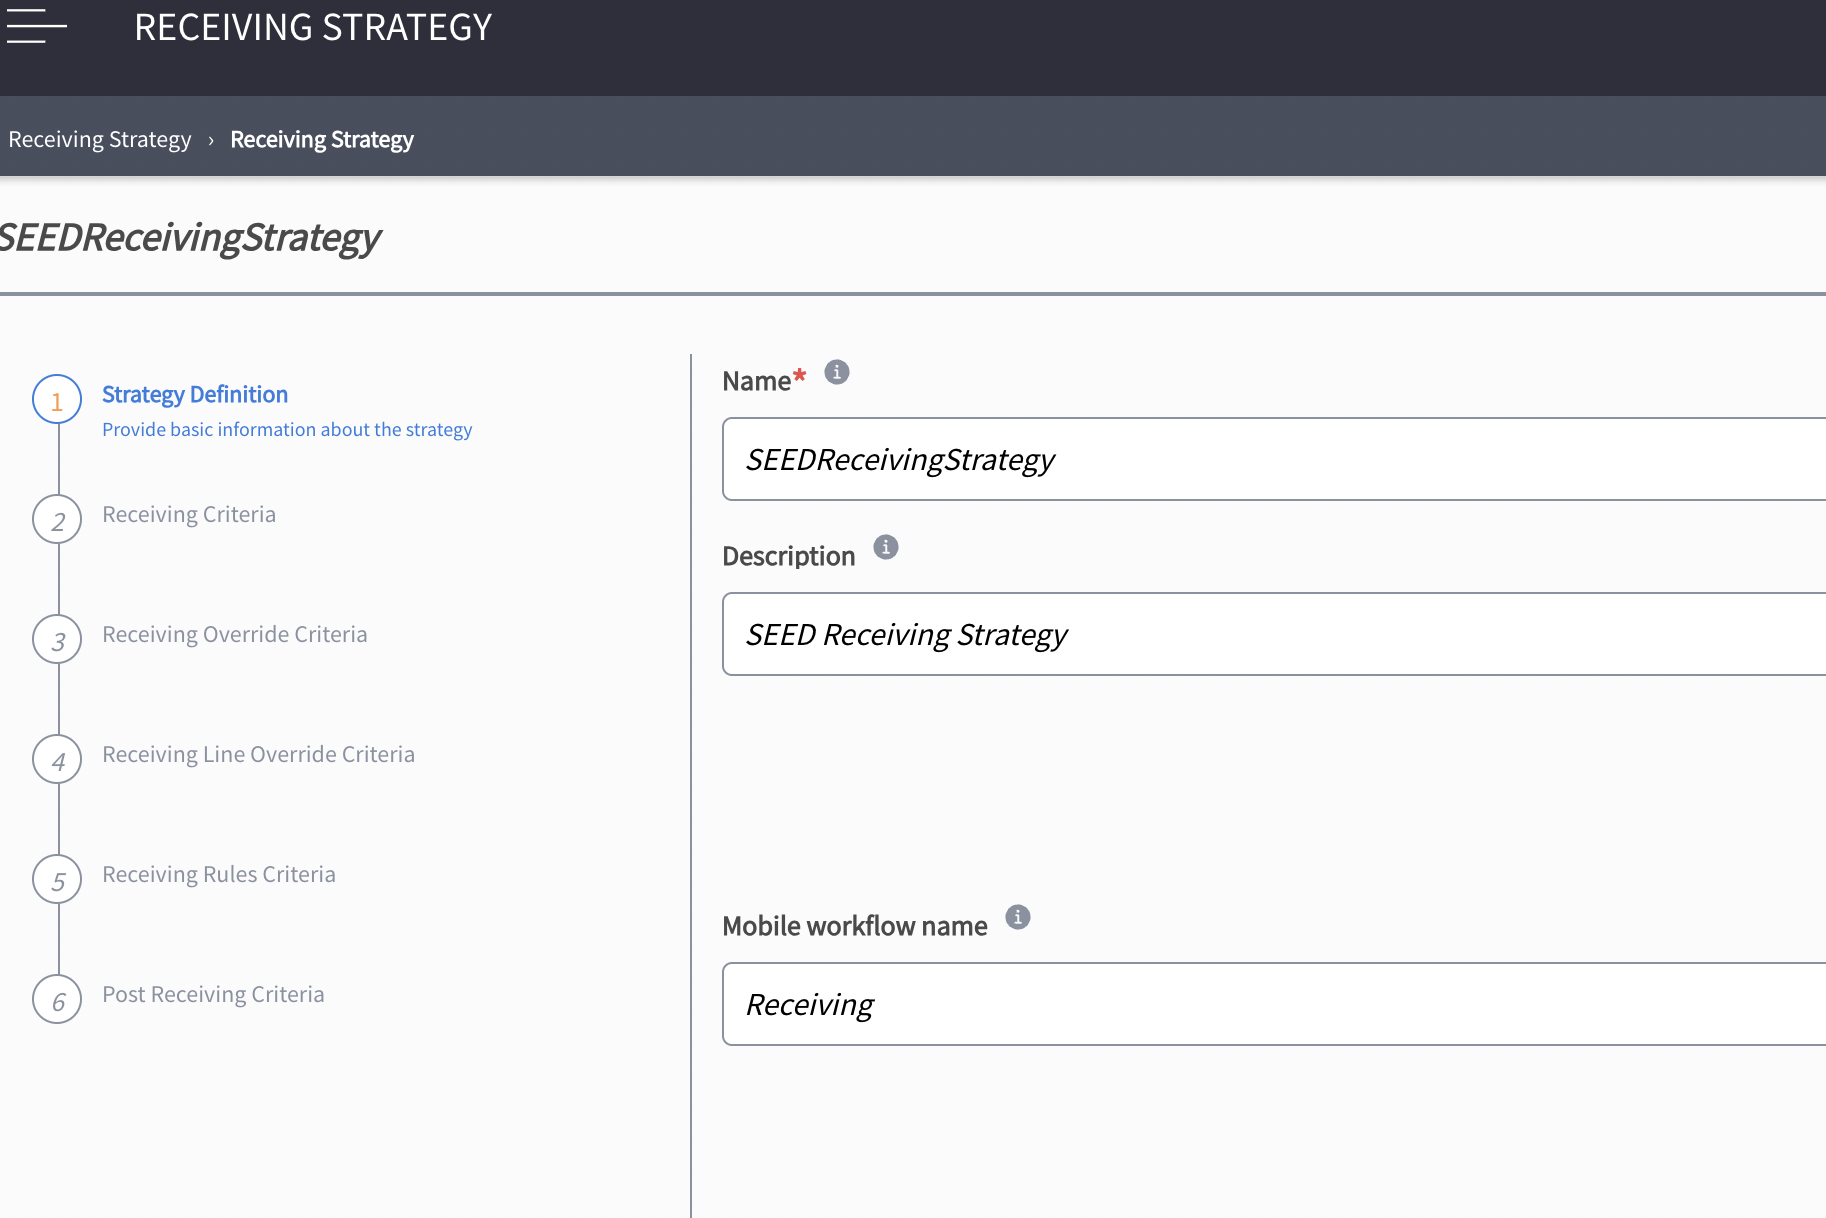 RECEIVING STRATEGY
Receiving Strategy › Receiving Strategy
SEEDReceivingStrategy
1 Strategy Definition
Provide basic information about the strategy
2 Receiving Criteria
3 Receiving Override Criteria
4 Receiving Line Override Criteria
5 Receiving Rules Criteria
6 Post Receiving Criteria
Name*
SEEDReceivingStrategy
Description
SEED Receiving Strategy
Mobile workflow name
Receiving